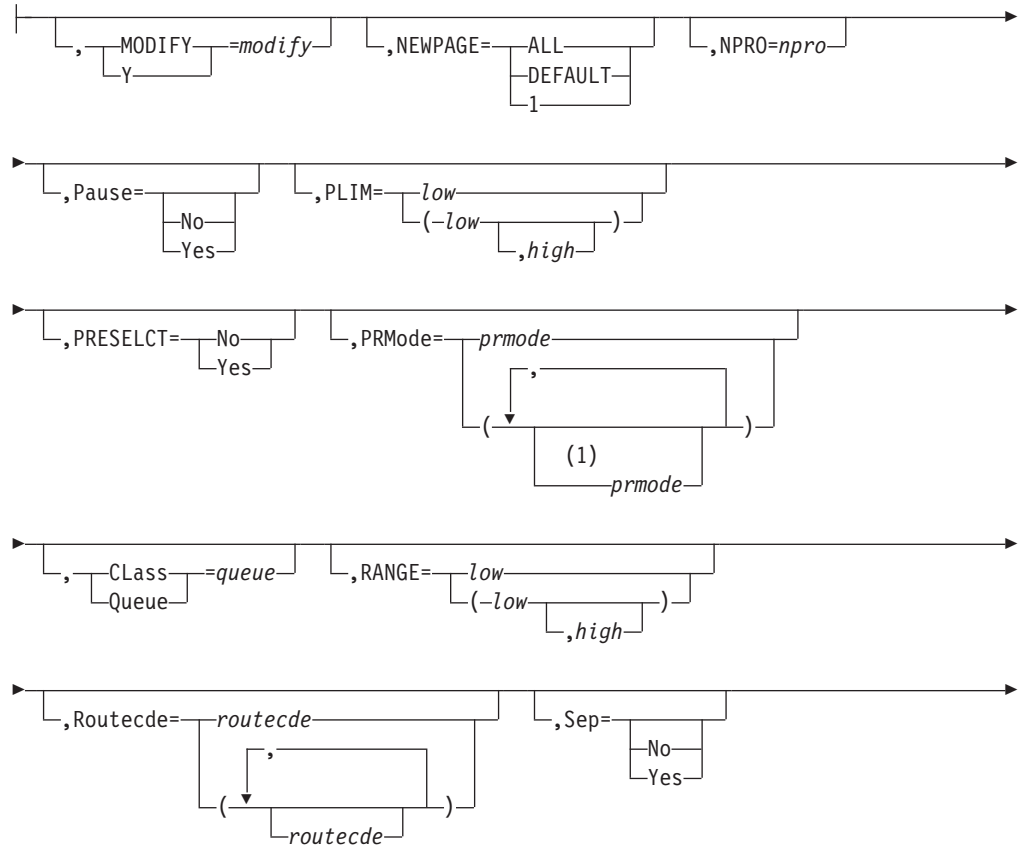 , MODIFY =modify ,NEWPAGE= ALL ,NPRO=npro
Y DEFAULT
1
,Pause= ,PLIM= low
No (low )
Yes ,high
,PRESELCT= No ,PRMode= prmode
Yes ,
( )
(1)
prmode
, CLass =queue ,RANGE= low
Queue (low )
,high
,Routecde= routecde ,Sep=
, No
( ) Yes
routecde